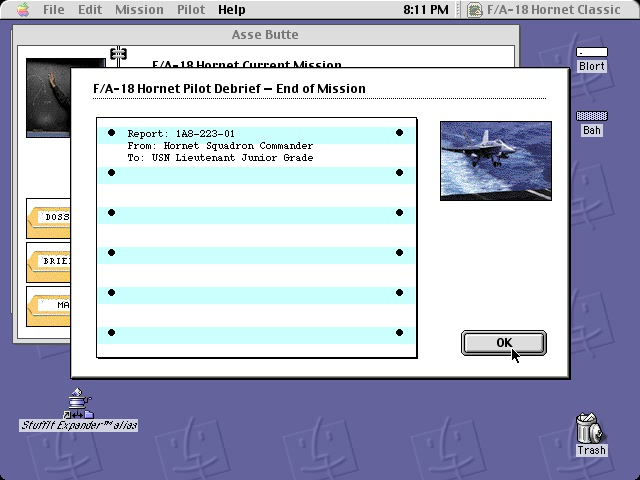 File Edit Mission Pilot Help 8:11 PM F/A-18 Hornet Classic
Asse Butte
F/A-18 Hornet Current Mission
Blort
F/A-18 Hornet Pilot Debrief – End of Mission
Bah
Report: 1A8-223-01
From: Hornet Squadron Commander
To: USN Lieutenant Junior Grade
DOSS
BRIE
MA
OK
StuffIt Expander™ alias
Trash